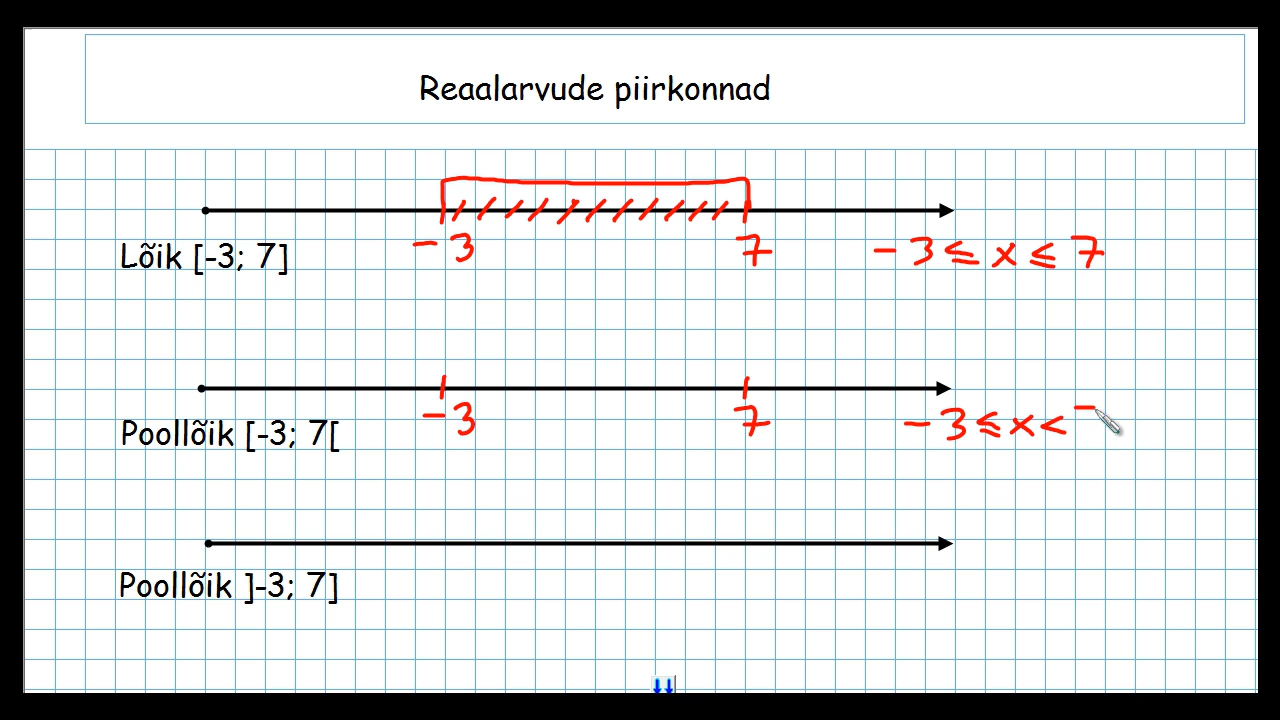 Reaalarvude piirkonnad
-3 7
Lõik [-3; 7] -3 ≤ x ≤ 7
-3 7
Poollõik [-3; 7[ -3 ≤ x <
Poollõik ]-3; 7]